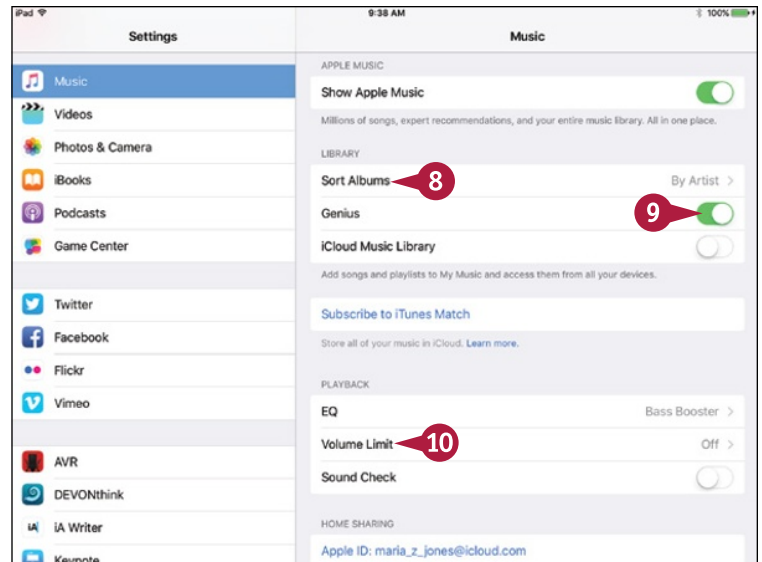 iPad 9:38 AM 100%
Settings
Music
Videos
Photos & Camera
iBooks
Podcasts
Game Center
Twitter
Facebook
Flickr
Vimeo
AVR
DEVONthink
iA iA Writer
Keynote
Music
APPLE MUSIC
Show Apple Music
Millions of songs, expert recommendations, and your entire music library. All in one place.
LIBRARY
Sort Albums 8 By Artist >
Genius 9
iCloud Music Library
Add songs and playlists to My Music and access them from all your devices.
Subscribe to iTunes Match
Store all of your music in iCloud. Learn more.
PLAYBACK
EQ Bass Booster >
Volume Limit 10 Off >
Sound Check
HOME SHARING
Apple ID: maria_z_jones@icloud.com